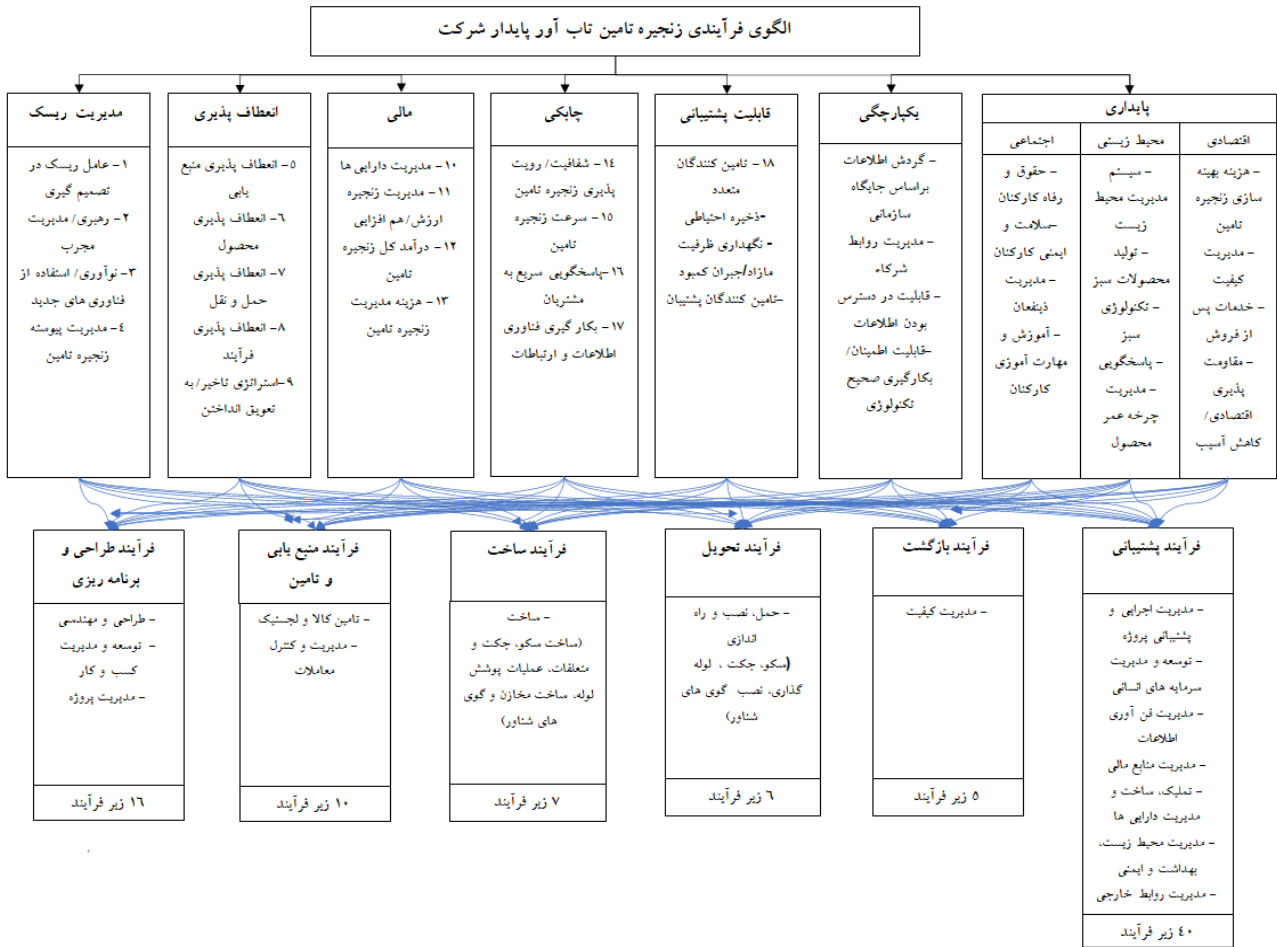 الگوی فرآیندی زنجیره تامین تاب آور پایدار شرکت
پایداری
اقتصادی
- هزینه بهینه
سازی زنجیره
تامین
- مدیریت
کیفیت
- خدمات پس
از فروش
- مقاومت
پذیری
اقتصادی/
کاهش آسیب
محیط زیستی
- سیستم
مدیریت محیط
زیست
- تولید
محصولات سبز
- تکنولوژی
سبز
- پاسخگویی
- مدیریت
چرخه عمر
محصول
اجتماعی
- حقوق و
رفاه کارکنان
-سلامت و
ایمنی کارکنان
- مدیریت
ذینفعان
- آموزش و
مهارت آموزی
کارکنان
یکپارچگی
- گردش اطلاعات
براساس جایگاه
سازمانی
- مدیریت روابط
شرکاء
- قابلیت در دسترس
بودن اطلاعات
-قابلیت اطمینان/
بکارگیری صحیح
تکنولوژی
قابلیت پشتیبانی
۱۸- تامین کنندگان
متعدد
-ذخیره احتیاطی
- نگهداری ظرفیت
مازاد/جبران کمبود
-تامین کنندگان پشتیبان
چابکی
۱۴- شفافیت/ رویت
پذیری زنجیره تامین
۱۵- سرعت زنجیره
تامین
۱۶-پاسخگویی سریع به
مشتریان
۱۷- بکار گیری فناوری
اطلاعات و ارتباطات
مالی
۱۰- مدیریت دارایی ها
۱۱- مدیریت زنجیره
ارزش/ هم افزایی
۱۲- درآمد کل زنجیره
تامین
۱۳- هزینه مدیریت
زنجیره تامین
انعطاف پذیری
۵- انعطاف پذیری منبع
یابی
۶- انعطاف پذیری
محصول
۷- انعطاف پذیری
حمل و نقل
۸- انعطاف پذیری
فرآیند
۹-استراتژی تاخیر/ به
تعویق انداختن
مدیریت ریسک
۱- عامل ریسک در
تصمیم گیری
۲- رهبری/ مدیریت
مجرب
۳- نوآوری/ استفاده از
فناوری های جدید
۴- مدیریت پیوسته
زنجیره تامین
فرآیند پشتیبانی
- مدیریت اجرایی و
پشتیبانی پروژه
- توسعه و مدیریت
سرمایه های انسانی
- مدیریت فن آوری
اطلاعات
- مدیریت منابع مالی
- تملیک، ساخت و
مدیریت دارایی ها
- مدیریت محیط زیست،
بهداشت و ایمنی
- مدیریت روابط خارجی
۴۰ زیر فرآیند
فرآیند بازگشت
- مدیریت کیفیت
۵ زیر فرآیند
فرآیند تحویل
- حمل، نصب و راه
اندازی
(سکو، جکت ، لوله
گذاری، نصب گوی های
شناور)
۶ زیر فرآیند
فرآیند ساخت
- ساخت
(ساخت سکو، جکت و
متعلقات، عملیات پوشش
لوله، ساخت مخازن و گوی
های شناور)
۷ زیر فرآیند
فرآیند منبع یابی
و تامین
- تامین کالا و لجستیک
- مدیریت و کنترل
معاملات
۱۰ زیر فرآیند
فرآیند طراحی و
برنامه ریزی
- طراحی و مهندسی
- توسعه و مدیریت
کسب و کار
- مدیریت پروژه
۱۶ زیر فرآیند